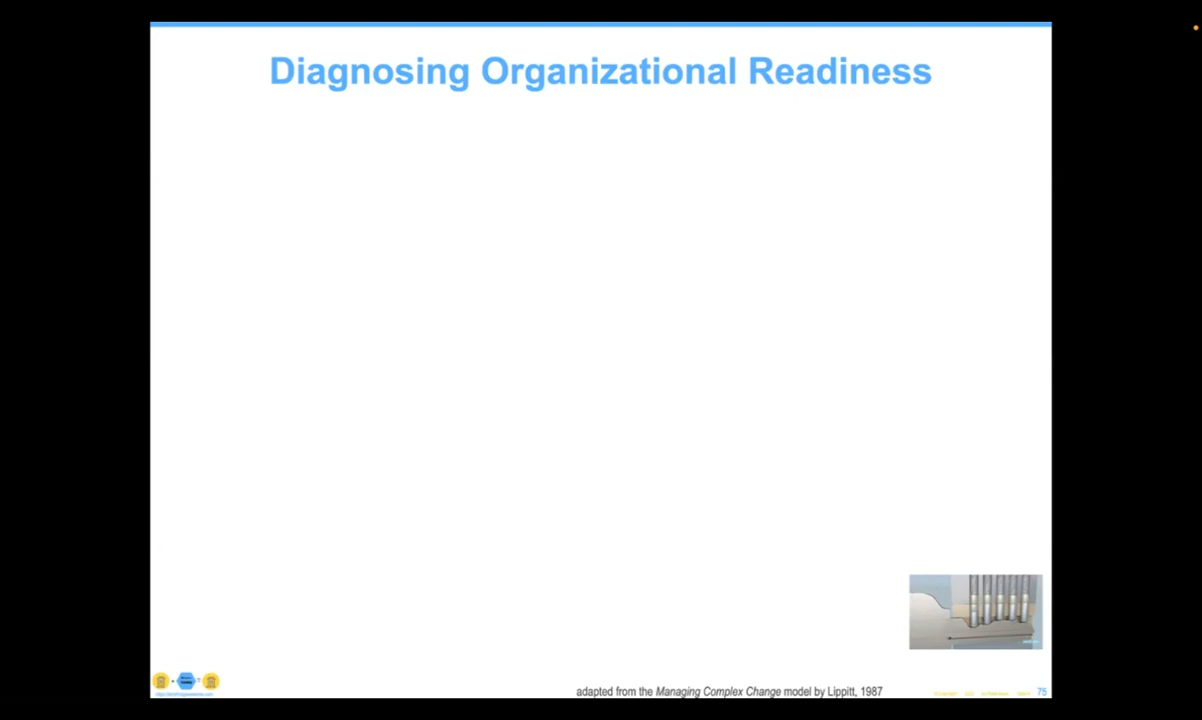 Diagnosing Organizational Readiness
adapted from the Managing Complex Change model by Lippitt, 1987
75